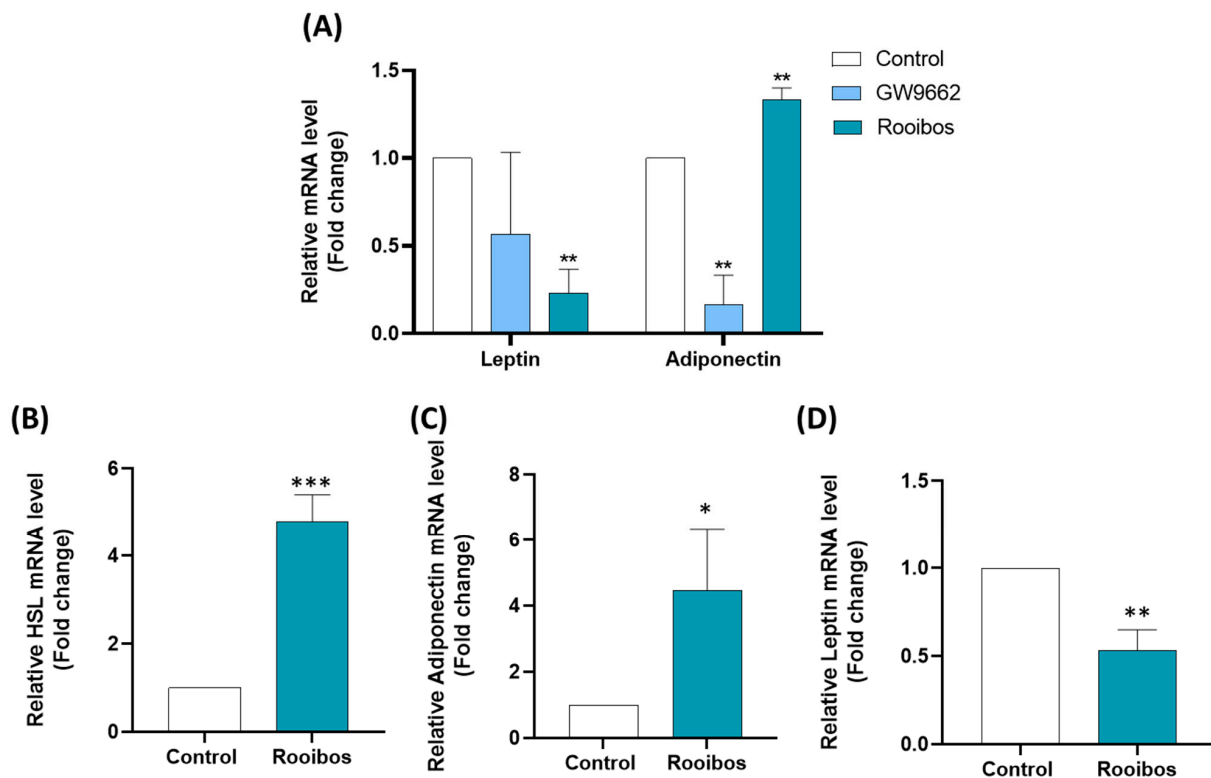 (A)
Relative mRNA level
(Fold change)
1.5
1.0
0.5
0.0
**
**
**
Leptin
Adiponectin
Control
GW9662
Rooibos
(B)
Relative HSL mRNA level
(Fold change)
6
4
2
0
***
Control
Rooibos
(C)
Relative Adiponectin mRNA level
(Fold change)
8
6
4
2
0
*
Control
Rooibos
(D)
Relative Leptin mRNA level
(Fold change)
1.5
1.0
0.5
0.0
**
Control
Rooibos